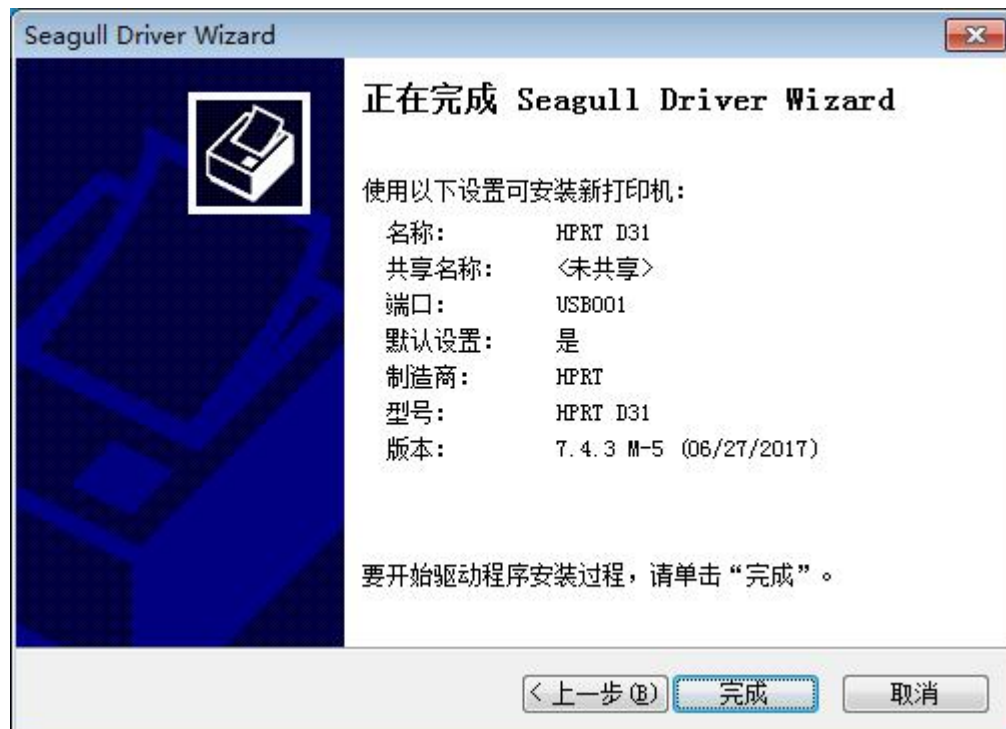 Seagull Driver Wizard
正在完成 Seagull Driver Wizard
使用以下设置可安装新打印机：
名称： HPRT D31
共享名称： <未共享>
端口： USB001
默认设置： 是
制造商： HPRT
型号： HPRT D31
版本： 7.4.3 M-5 (06/27/2017)
要开始驱动程序安装过程，请单击“完成”。
< 上一步(B) 完成 取消